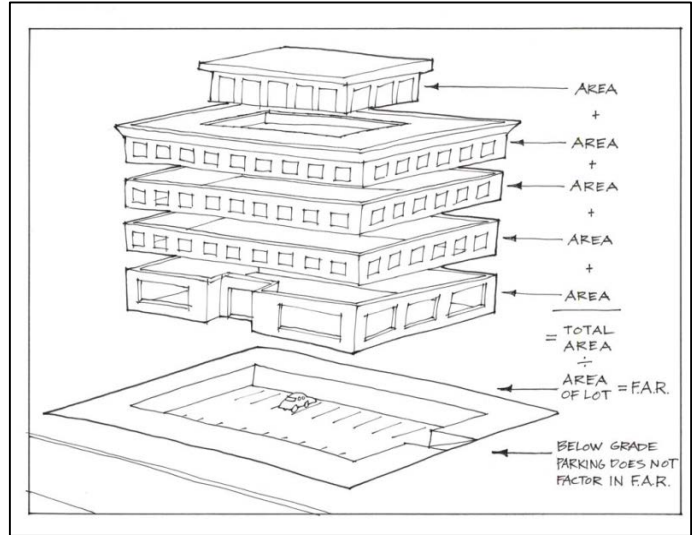 AREA
+
AREA
+
AREA
+
AREA
+
AREA
= TOTAL
AREA
÷
AREA
OF LOT = F.A.R.
BELOW GRADE
PARKING DOES NOT
FACTOR IN F.A.R.